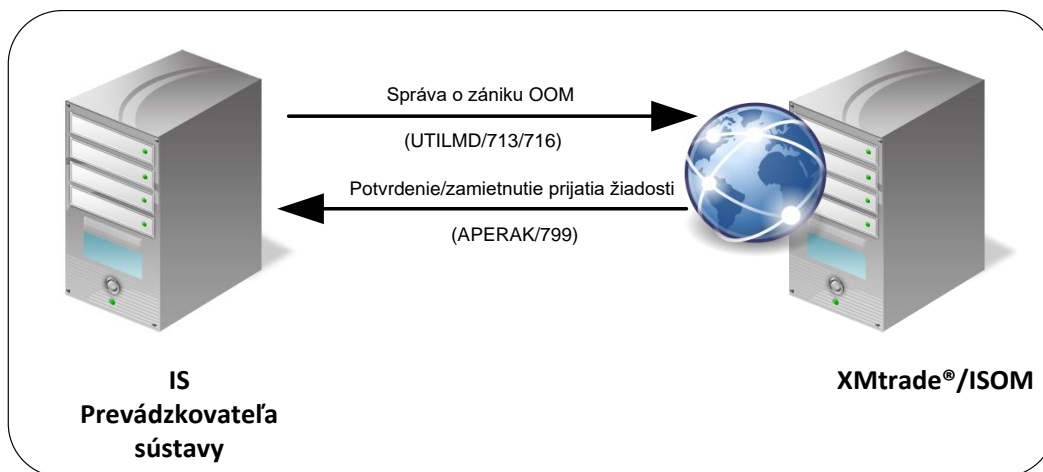 Správa o zániku OOM
(UTILMD/713/716)
Potvrdenie/zamietnutie prijatia žiadosti
(APERAK/799)
IS
Prevádzkovateľa
sústavy
XMtrade®/ISOM